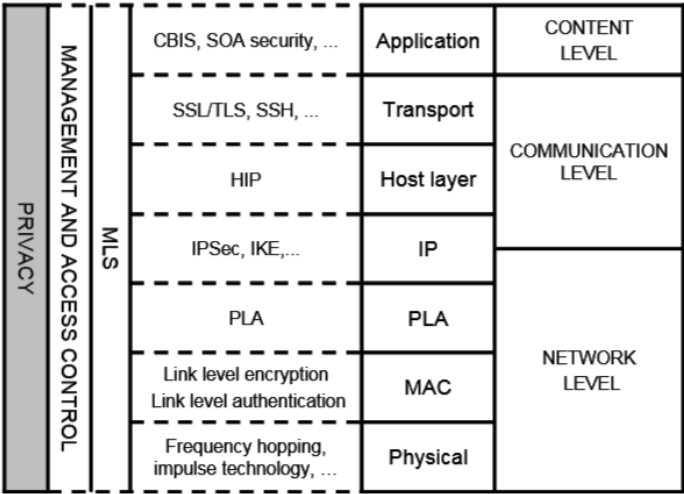 PRIVACY
MANAGEMENT AND ACCESS CONTROL
MLS
CBIS, SOA security, ...
Application
CONTENT
LEVEL
SSL/TLS, SSH, ...
Transport
COMMUNICATION
LEVEL
HIP
Host layer
IPSec, IKE,...
IP
PLA
PLA
NETWORK
LEVEL
Link level encryption
Link level authentication
MAC
Frequency hopping,
impulse technology, ...
Physical